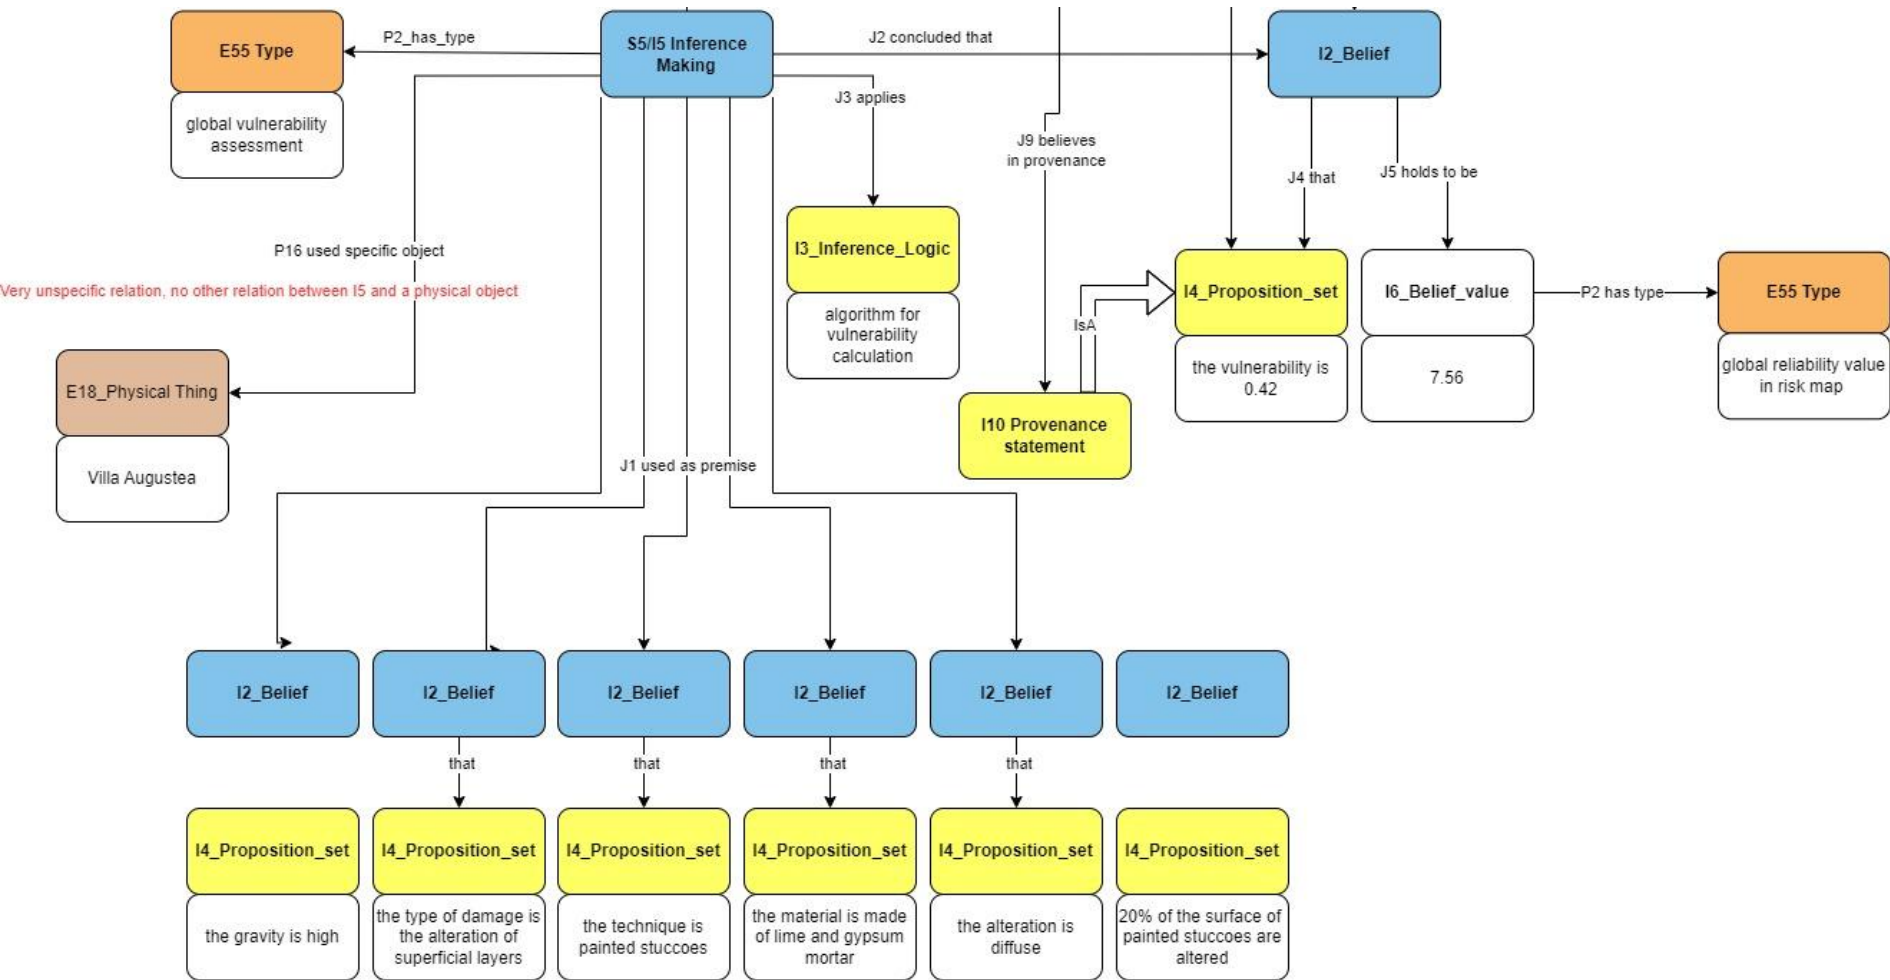 E55 Type
P2_has_type
S5/I5 Inference
Making
J2 concluded that
I2_Belief
global vulnerability
assessment
J3 applies
J9 believes
in provenance
J4 that
J5 holds to be
P16 used specific object
Very unspecific relation, no other relation between I5 and a physical object
I3_Inference_Logic
algorithm for
vulnerability
calculation
IsA
I4_Proposition_set
the vulnerability is
0.42
I6_Belief_value
7.56
P2 has type
E55 Type
global reliability value
in risk map
E18_Physical Thing
Villa Augustea
I10 Provenance
statement
J1 used as premise
I2_Belief
I2_Belief
I2_Belief
I2_Belief
I2_Belief
I2_Belief
that
that
that
that
I4_Proposition_set
I4_Proposition_set
I4_Proposition_set
I4_Proposition_set
I4_Proposition_set
I4_Proposition_set
the gravity is high
the type of damage is
the alteration of
superficial layers
the technique is
painted stuccoes
the material is made
of lime and gypsum
mortar
the alteration is
diffuse
20% of the surface of
painted stuccoes are
altered